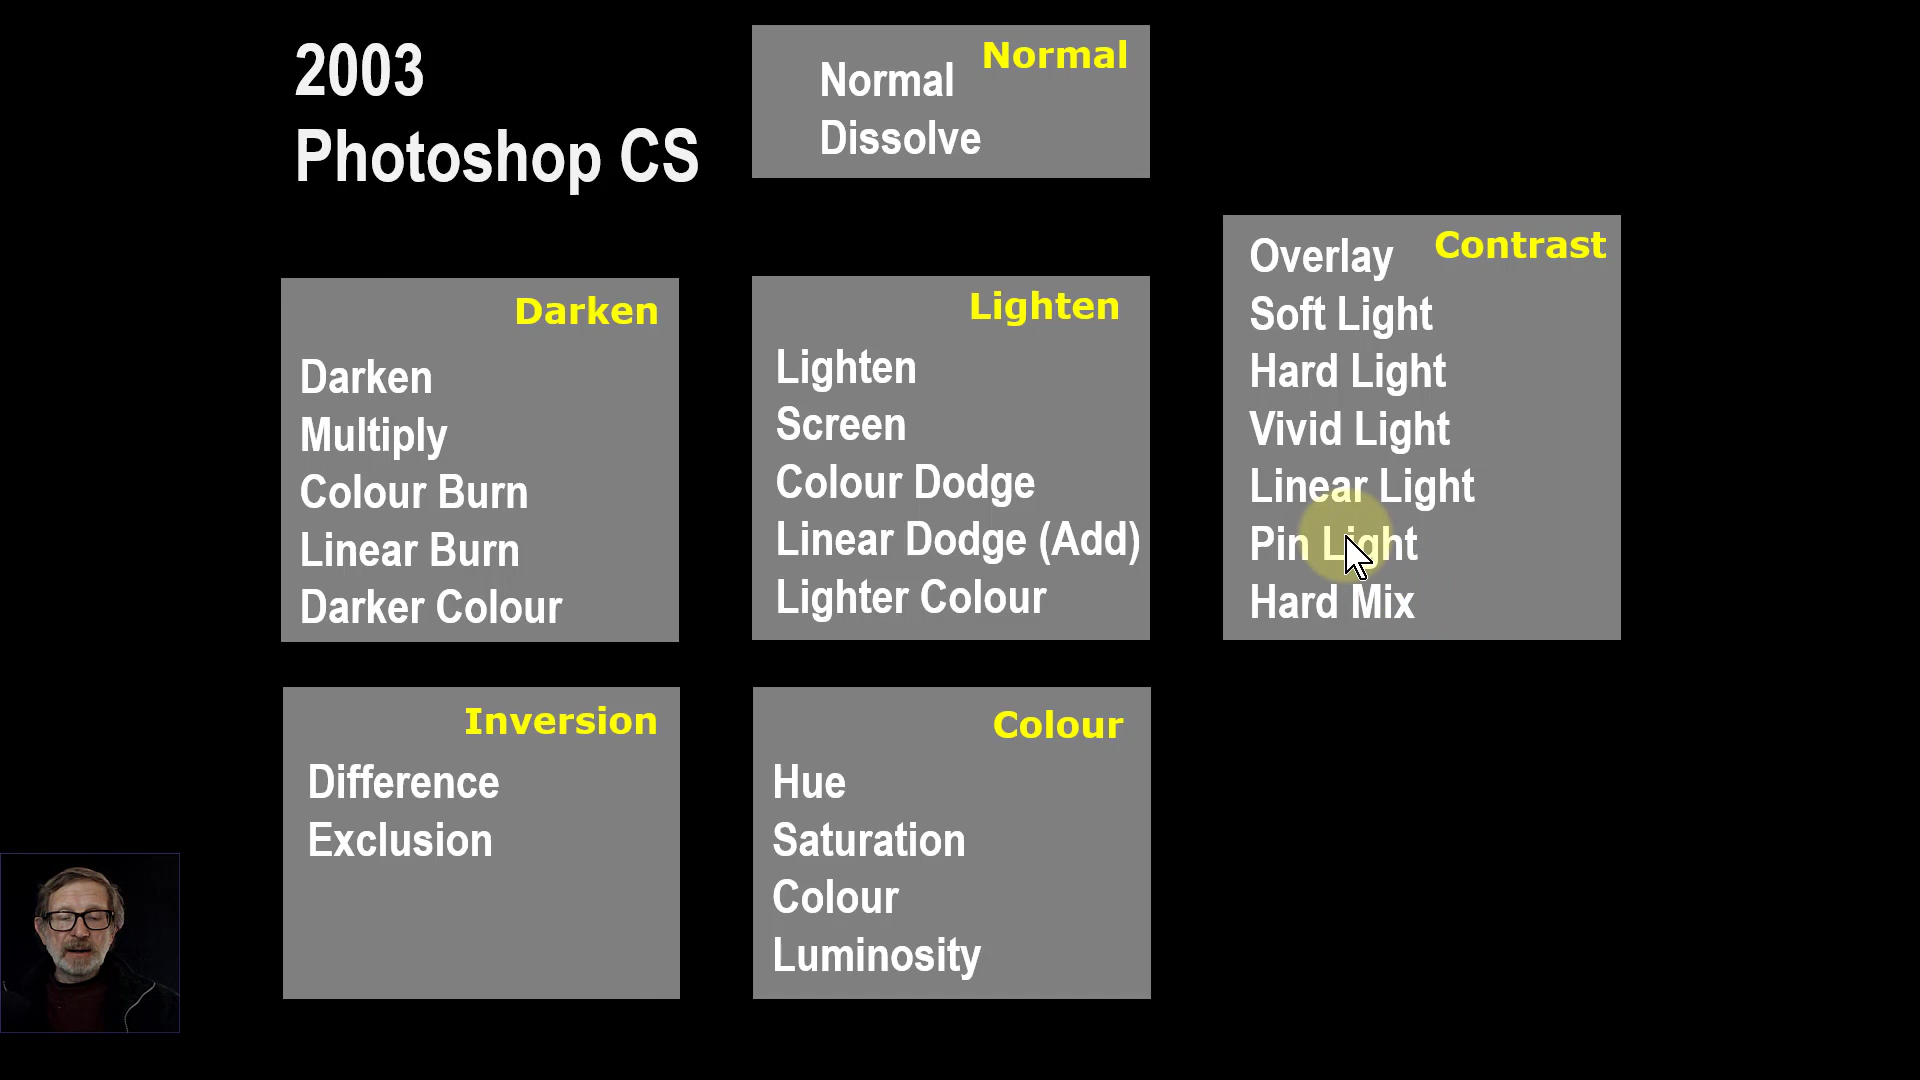 2003
Photoshop CS
Normal
Normal
Dissolve
Darken
Darken
Multiply
Colour Burn
Linear Burn
Darker Colour
Lighten
Lighten
Screen
Colour Dodge
Linear Dodge (Add)
Lighter Colour
Contrast
Overlay
Soft Light
Hard Light
Vivid Light
Linear Light
Pin Light
Hard Mix
Inversion
Difference
Exclusion
Colour
Hue
Saturation
Colour
Luminosity